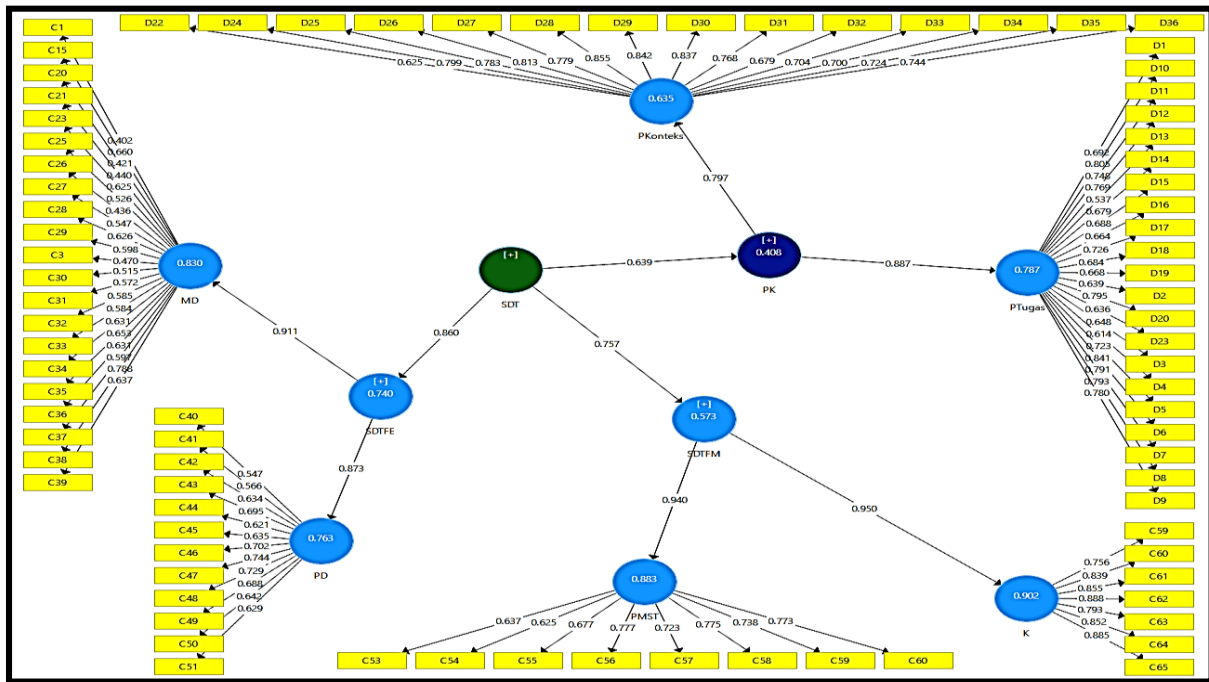 C1
C15
C20
C21
C23
C25
C26
C27
C28
C29
C3
C30
C31
C32
C33
C34
C35
C36
C37
C38
C39
0.402
0.660
0.421
0.440
0.625
0.526
0.436
0.547
0.626
0.598
0.470
0.515
0.572
0.585
0.584
0.631
0.653
0.631
0.597
0.788
0.637
0.830
MD
D22 D24 D25 D26 D27 D28 D29 D30 D31 D32 D33 D34 D35 D36
0.625 0.799 0.783 0.813 0.779 0.855 0.842 0.837 0.768 0.679 0.704 0.700 0.724 0.744
0.635
PKonteks
0.797
[+]
SDT
0.639
[+]
0.408
PK
0.887
0.787
PTugas
0.692
0.805
0.748
0.769
0.537
0.679
0.688
0.664
0.726
0.684
0.668
0.639
0.795
0.636
0.648
0.614
0.723
0.841
0.791
0.793
0.780
D1
D10
D11
D12
D13
D14
D15
D16
D17
D18
D19
D2
D20
D23
D3
D4
D5
D6
D7
D8
D9
0.911
0.860
0.757
[+]
0.740
SDTFE
[+]
0.573
SDTFM
0.873
0.940
0.950
C40
C41
C42
C43
C44
C45
C46
C47
C48
C49
C50
C51
0.547
0.566
0.634
0.695
0.621
0.635
0.702
0.744
0.729
0.688
0.642
0.629
0.763
PD
0.883
PMST
0.637 0.625 0.677 0.777 0.723 0.775 0.738 0.773
C53 C54 C55 C56 C57 C58 C59 C60
0.902
K
0.756
0.839
0.855
0.888
0.793
0.852
0.885
C59
C60
C61
C62
C63
C64
C65